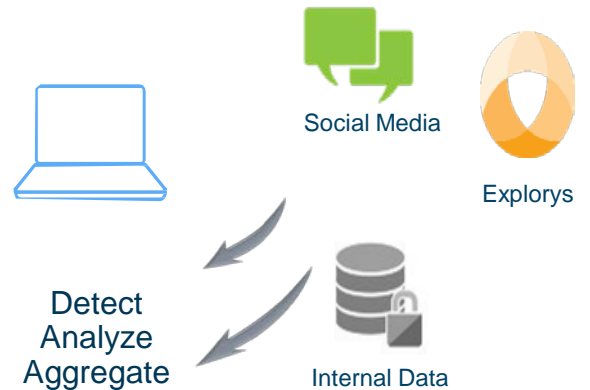 Social Media
Explorys
Detect
Analyze
Aggregate
Internal Data